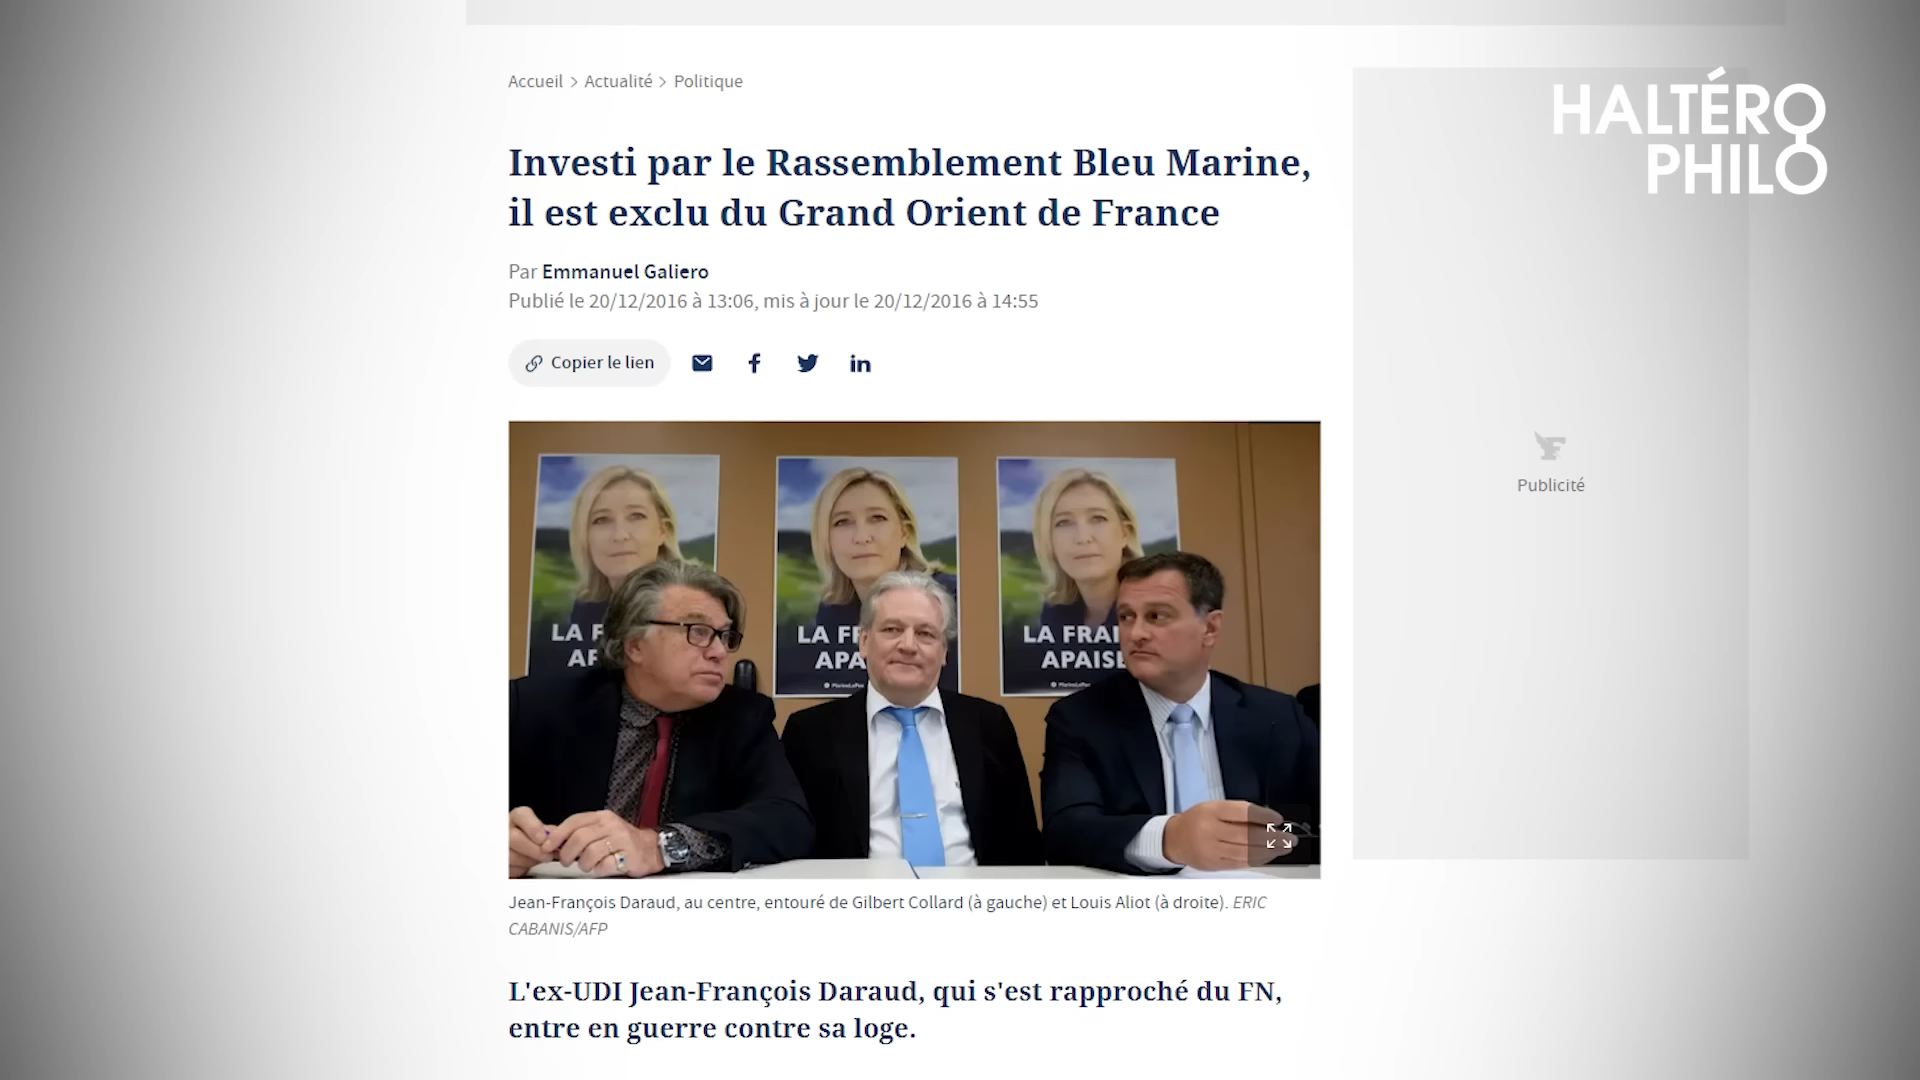 HALTÉRO
PHILO
Accueil > Actualité > Politique
Investi par le Rassemblement Bleu Marine,
il est exclu du Grand Orient de France
Par Emmanuel Galiero
Publié le 20/12/2016 à 13:06, mis à jour le 20/12/2016 à 14:55
Copier le lien
Publicité
LA F
AP
LA FR
APA
LA FRAI
APAISE
Jean-François Daraud, au centre, entouré de Gilbert Collard (à gauche) et Louis Aliot (à droite). ERIC
CABANIS/AFP
L'ex-UDI Jean-François Daraud, qui s'est rapproché du FN,
entre en guerre contre sa loge.